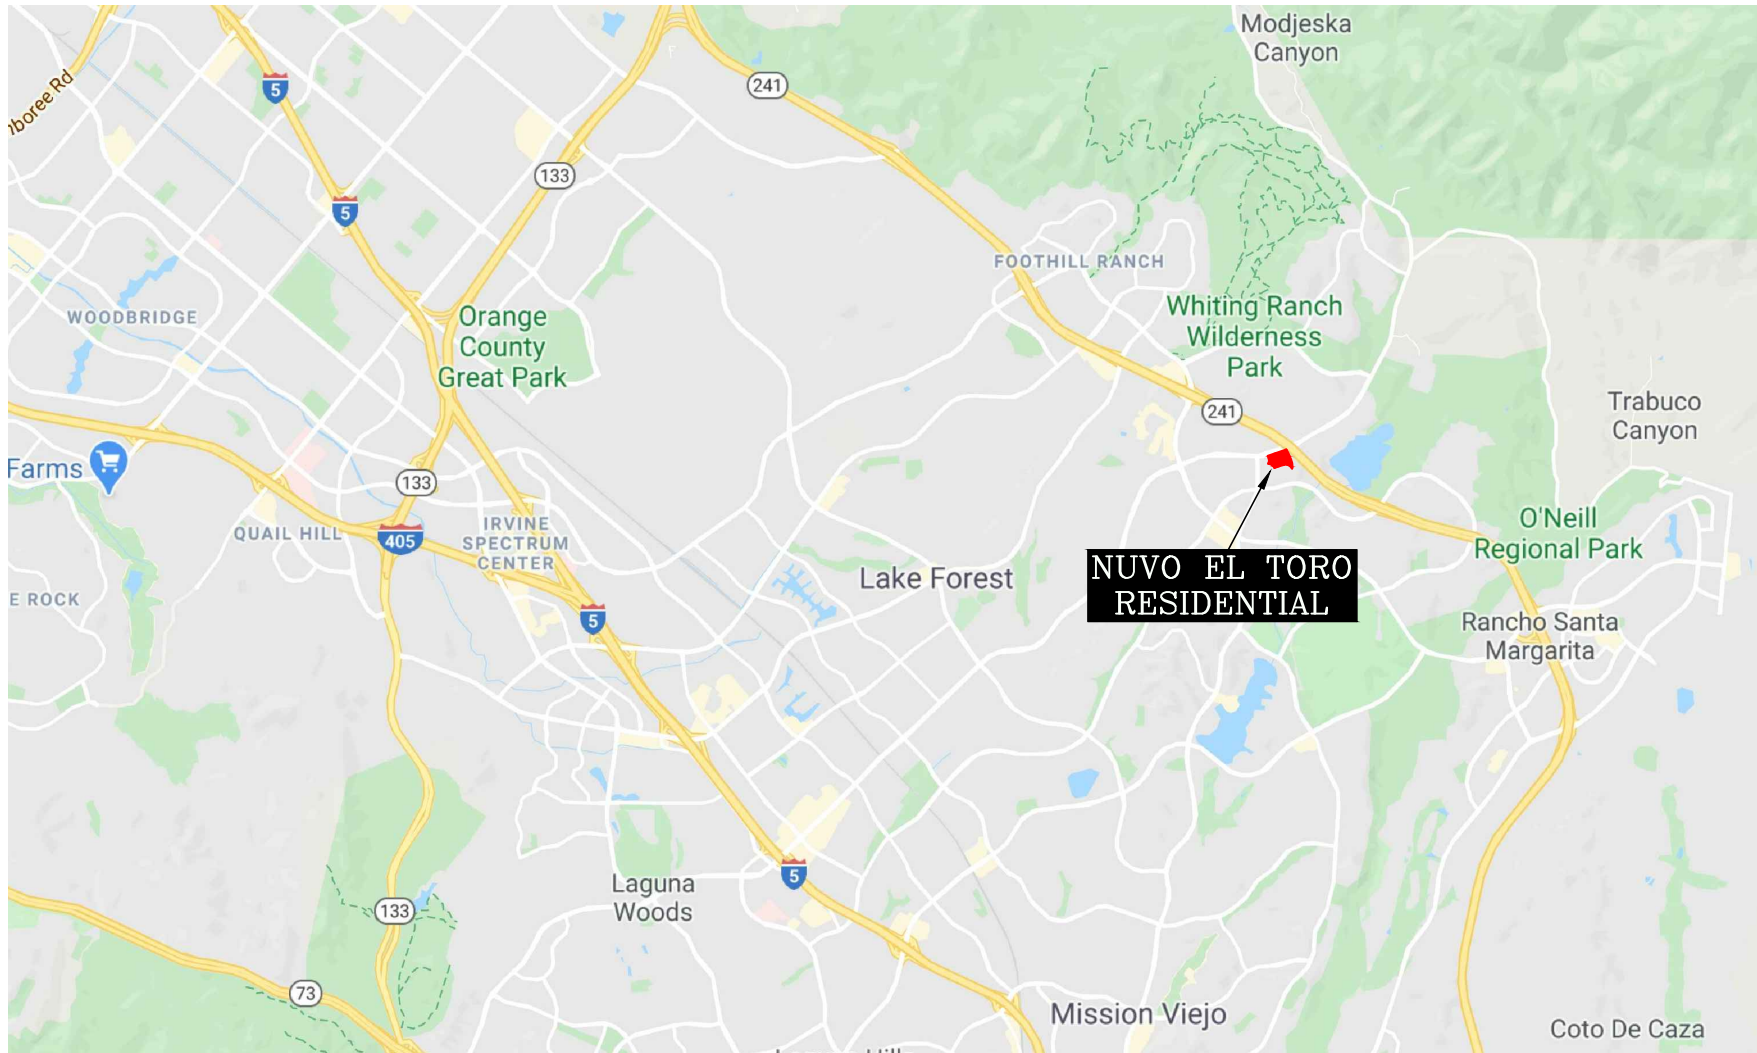 Modjeska
Canyon
241
5
133
5
FOOTHILL RANCH
Whiting Ranch
Wilderness
Park
WOODBRIDGE
Orange
County
Great Park
241
Trabuco
Canyon
Farms
133
QUAIL HILL
405
IRVINE
SPECTRUM
CENTER
O'Neill
Regional Park
NUVO EL TORO
RESIDENTIAL
Lake Forest
E ROCK
5
Rancho Santa
Margarita
5
Laguna
Woods
133
73
Mission Viejo
Coto De Caza